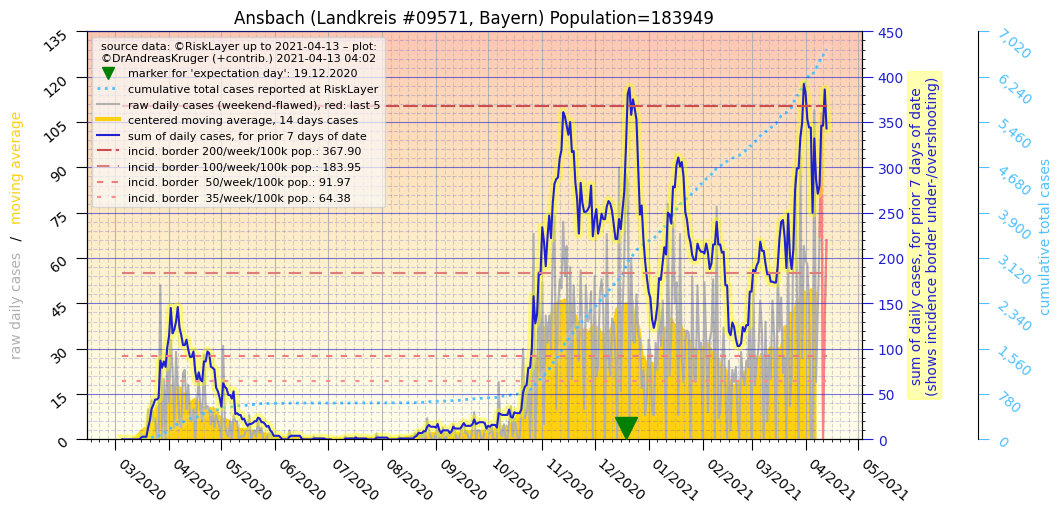 Ansbach (Landkreis #09571, Bayern) Population=183949
source data: ©RiskLayer up to 2021-04-13 – plot:
©DrAndreasKruger (+contrib.) 2021-04-13 04:02
marker for 'expectation day': 19.12.2020
cumulative total cases reported at RiskLayer
raw daily cases (weekend-flawed), red: last 5
centered moving average, 14 days cases
sum of daily cases, for prior 7 days of date
incid. border 200/week/100k pop.: 367.90
incid. border 100/week/100k pop.: 183.95
incid. border  50/week/100k pop.: 91.97
incid. border  35/week/100k pop.: 64.38
raw daily cases  /  moving average
135
120
105
90
75
60
45
30
15
0
03/2020
04/2020
05/2020
06/2020
07/2020
08/2020
09/2020
10/2020
11/2020
12/2020
01/2021
02/2021
03/2021
04/2021
05/2021
450
400
350
300
250
200
150
100
50
0
sum of daily cases, for prior 7 days of date
(shows incidence border under-/overshooting)
7,020
6,240
5,460
4,680
3,900
3,120
2,340
1,560
780
0
cumulative total cases